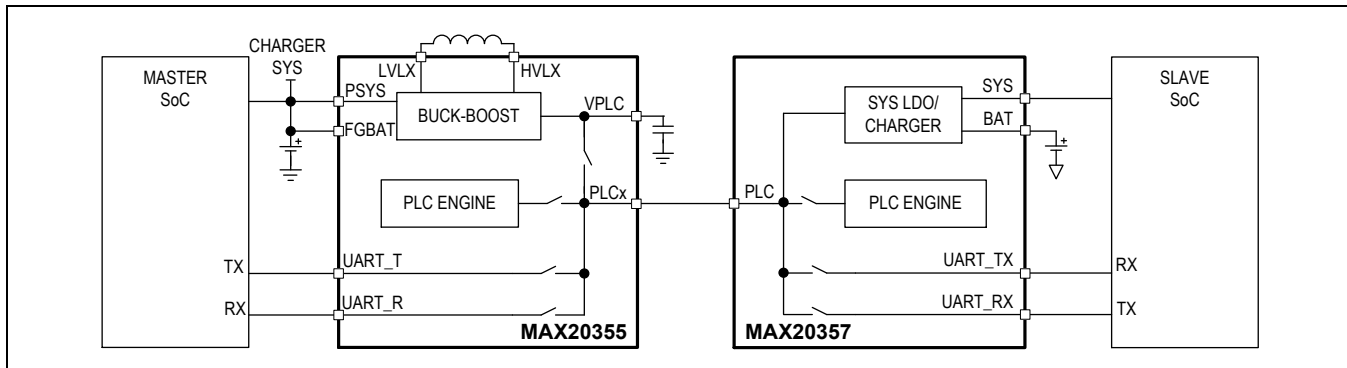 CHARGER
SYS
MASTER
SoC
LVLX
HVLX
PSYS
BUCK-BOOST
VPLC
FGBAT
+
PLC ENGINE
PLCx
TX
UART_T
RX
UART_R
MAX20355
SYS LDO/
CHARGER
SYS
BAT
+
PLC
PLC ENGINE
UART_TX
RX
UART_RX
TX
MAX20357
SLAVE
SoC